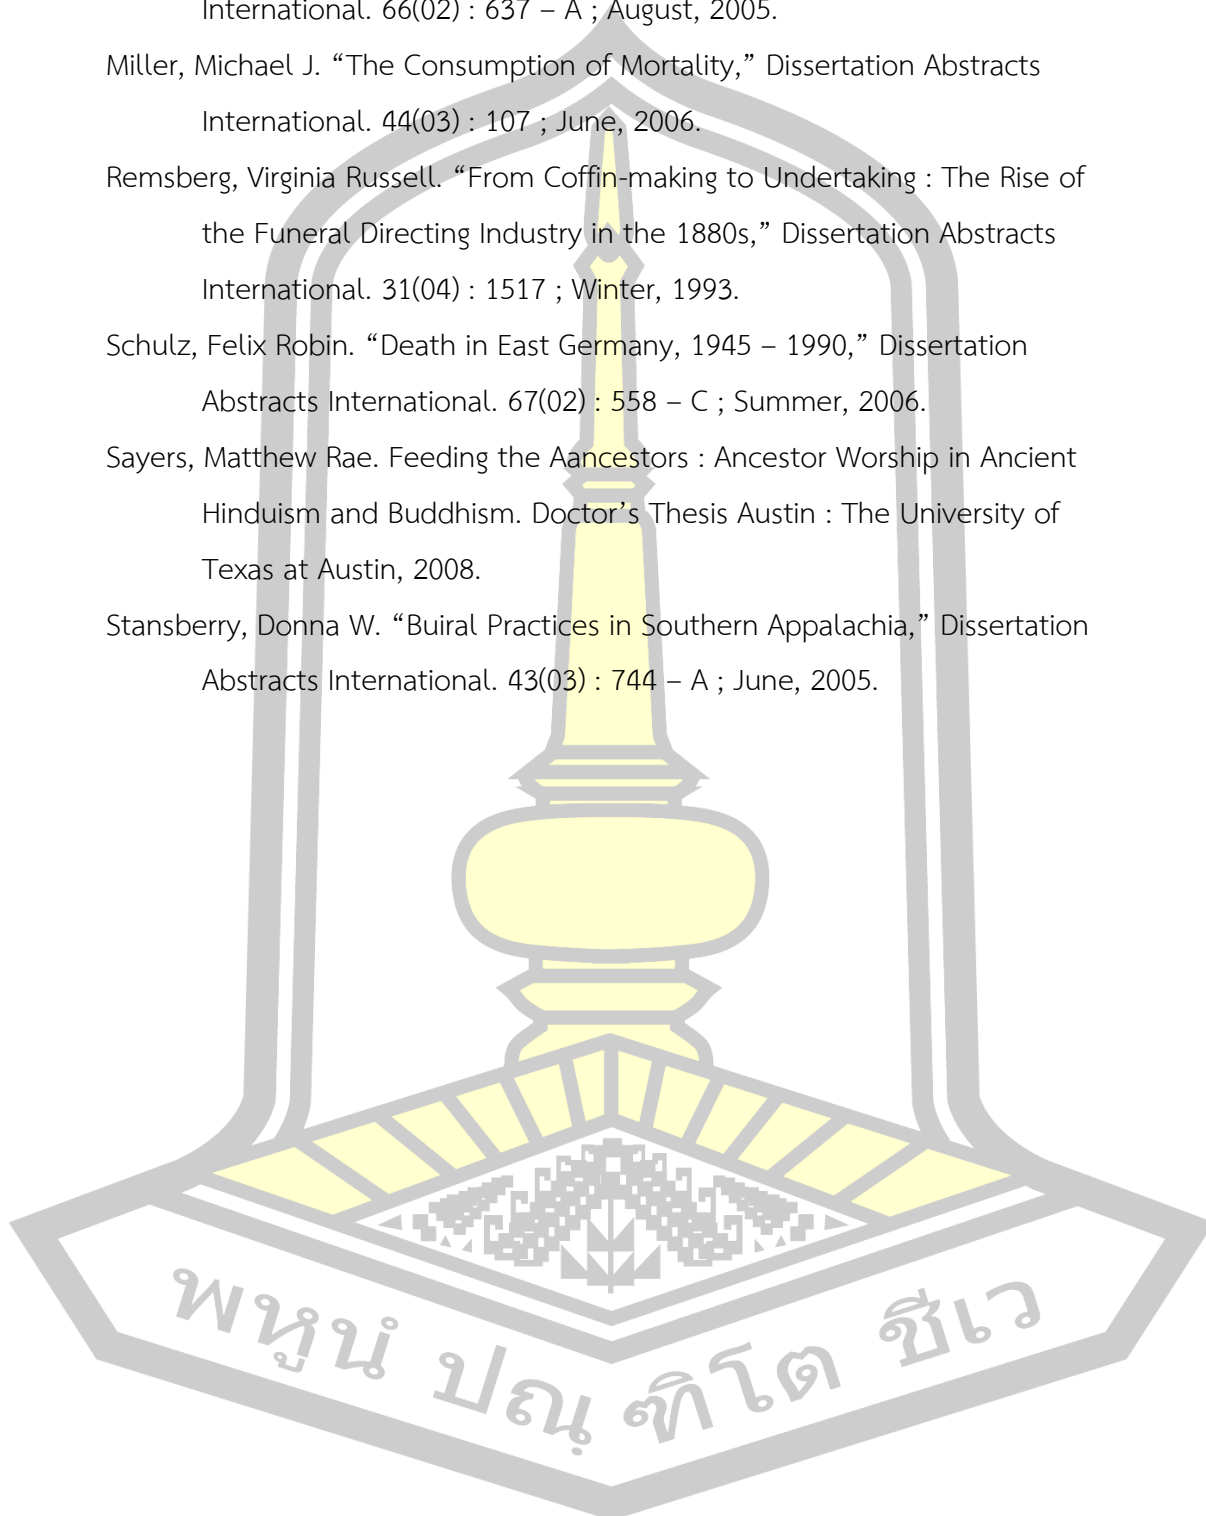 International. 66(02) : 637 – A ; August, 2005.
Miller, Michael J. “The Consumption of Mortality,” Dissertation Abstracts
International. 44(03) : 107 ; June, 2006.
Remsberg, Virginia Russell. “From Coffin-making to Undertaking : The Rise of
the Funeral Directing Industry in the 1880s,” Dissertation Abstracts
International. 31(04) : 1517 ; Winter, 1993.
Schulz, Felix Robin. “Death in East Germany, 1945 – 1990,” Dissertation
Abstracts International. 67(02) : 558 – C ; Summer, 2006.
Sayers, Matthew Rae. Feeding the Aancestors : Ancestor Worship in Ancient
Hinduism and Buddhism. Doctor’s Thesis Austin : The University of
Texas at Austin, 2008.
Stansberry, Donna W. “Buiral Practices in Southern Appalachia,” Dissertation
Abstracts International. 43(03) : 744 – A ; June, 2005.
พหูนํ ปณฺฑิโต ชีเว